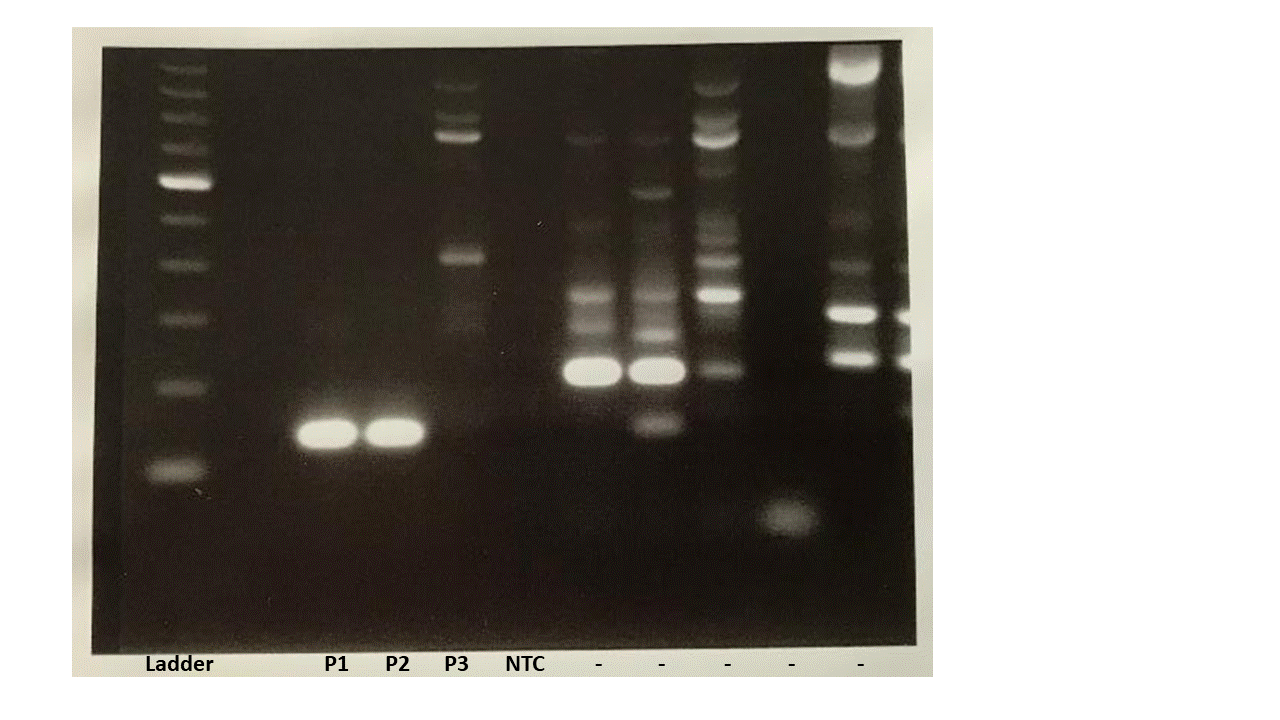 Ladder P1 P2 P3 NTC - - - - -